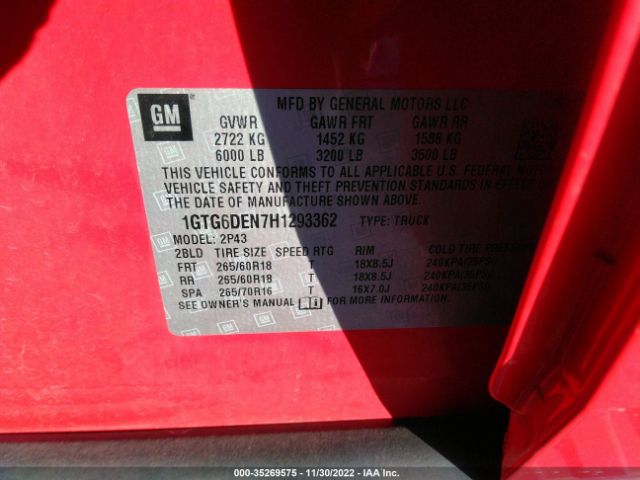 GM
MFD BY GENERAL MOTORS LLC
GVWR GAWR FRT GAWR RR
2722 KG 1452 KG 1588 KG
6000 LB 3200 LB 3500 LB
THIS VEHICLE CONFORMS TO ALL APPLICABLE U.S. FEDERAL MOTOR
VEHICLE SAFETY AND THEFT PREVENTION STANDARDS IN EFFECT ON
THE DATE OF MANUFACTURE SHOWN ABOVE.
1GTG6DEN7H1293362 TYPE: TRUCK
MODEL: 2P43
2BLD TIRE SIZE SPEED RTG RIM COLD TIRE PRESSURE
FRT 265/60R18 T 18X8.5J 240KPA(35PSI)
RR 265/60R18 T 18X8.5J 240KPA(35PSI)
SPA 265/70R16 T 16X7.0J 240KPA(35PSI)
SEE OWNER'S MANUAL FOR MORE INFORMATION.
000-35269575 - 11/30/2022 - IAA Inc.